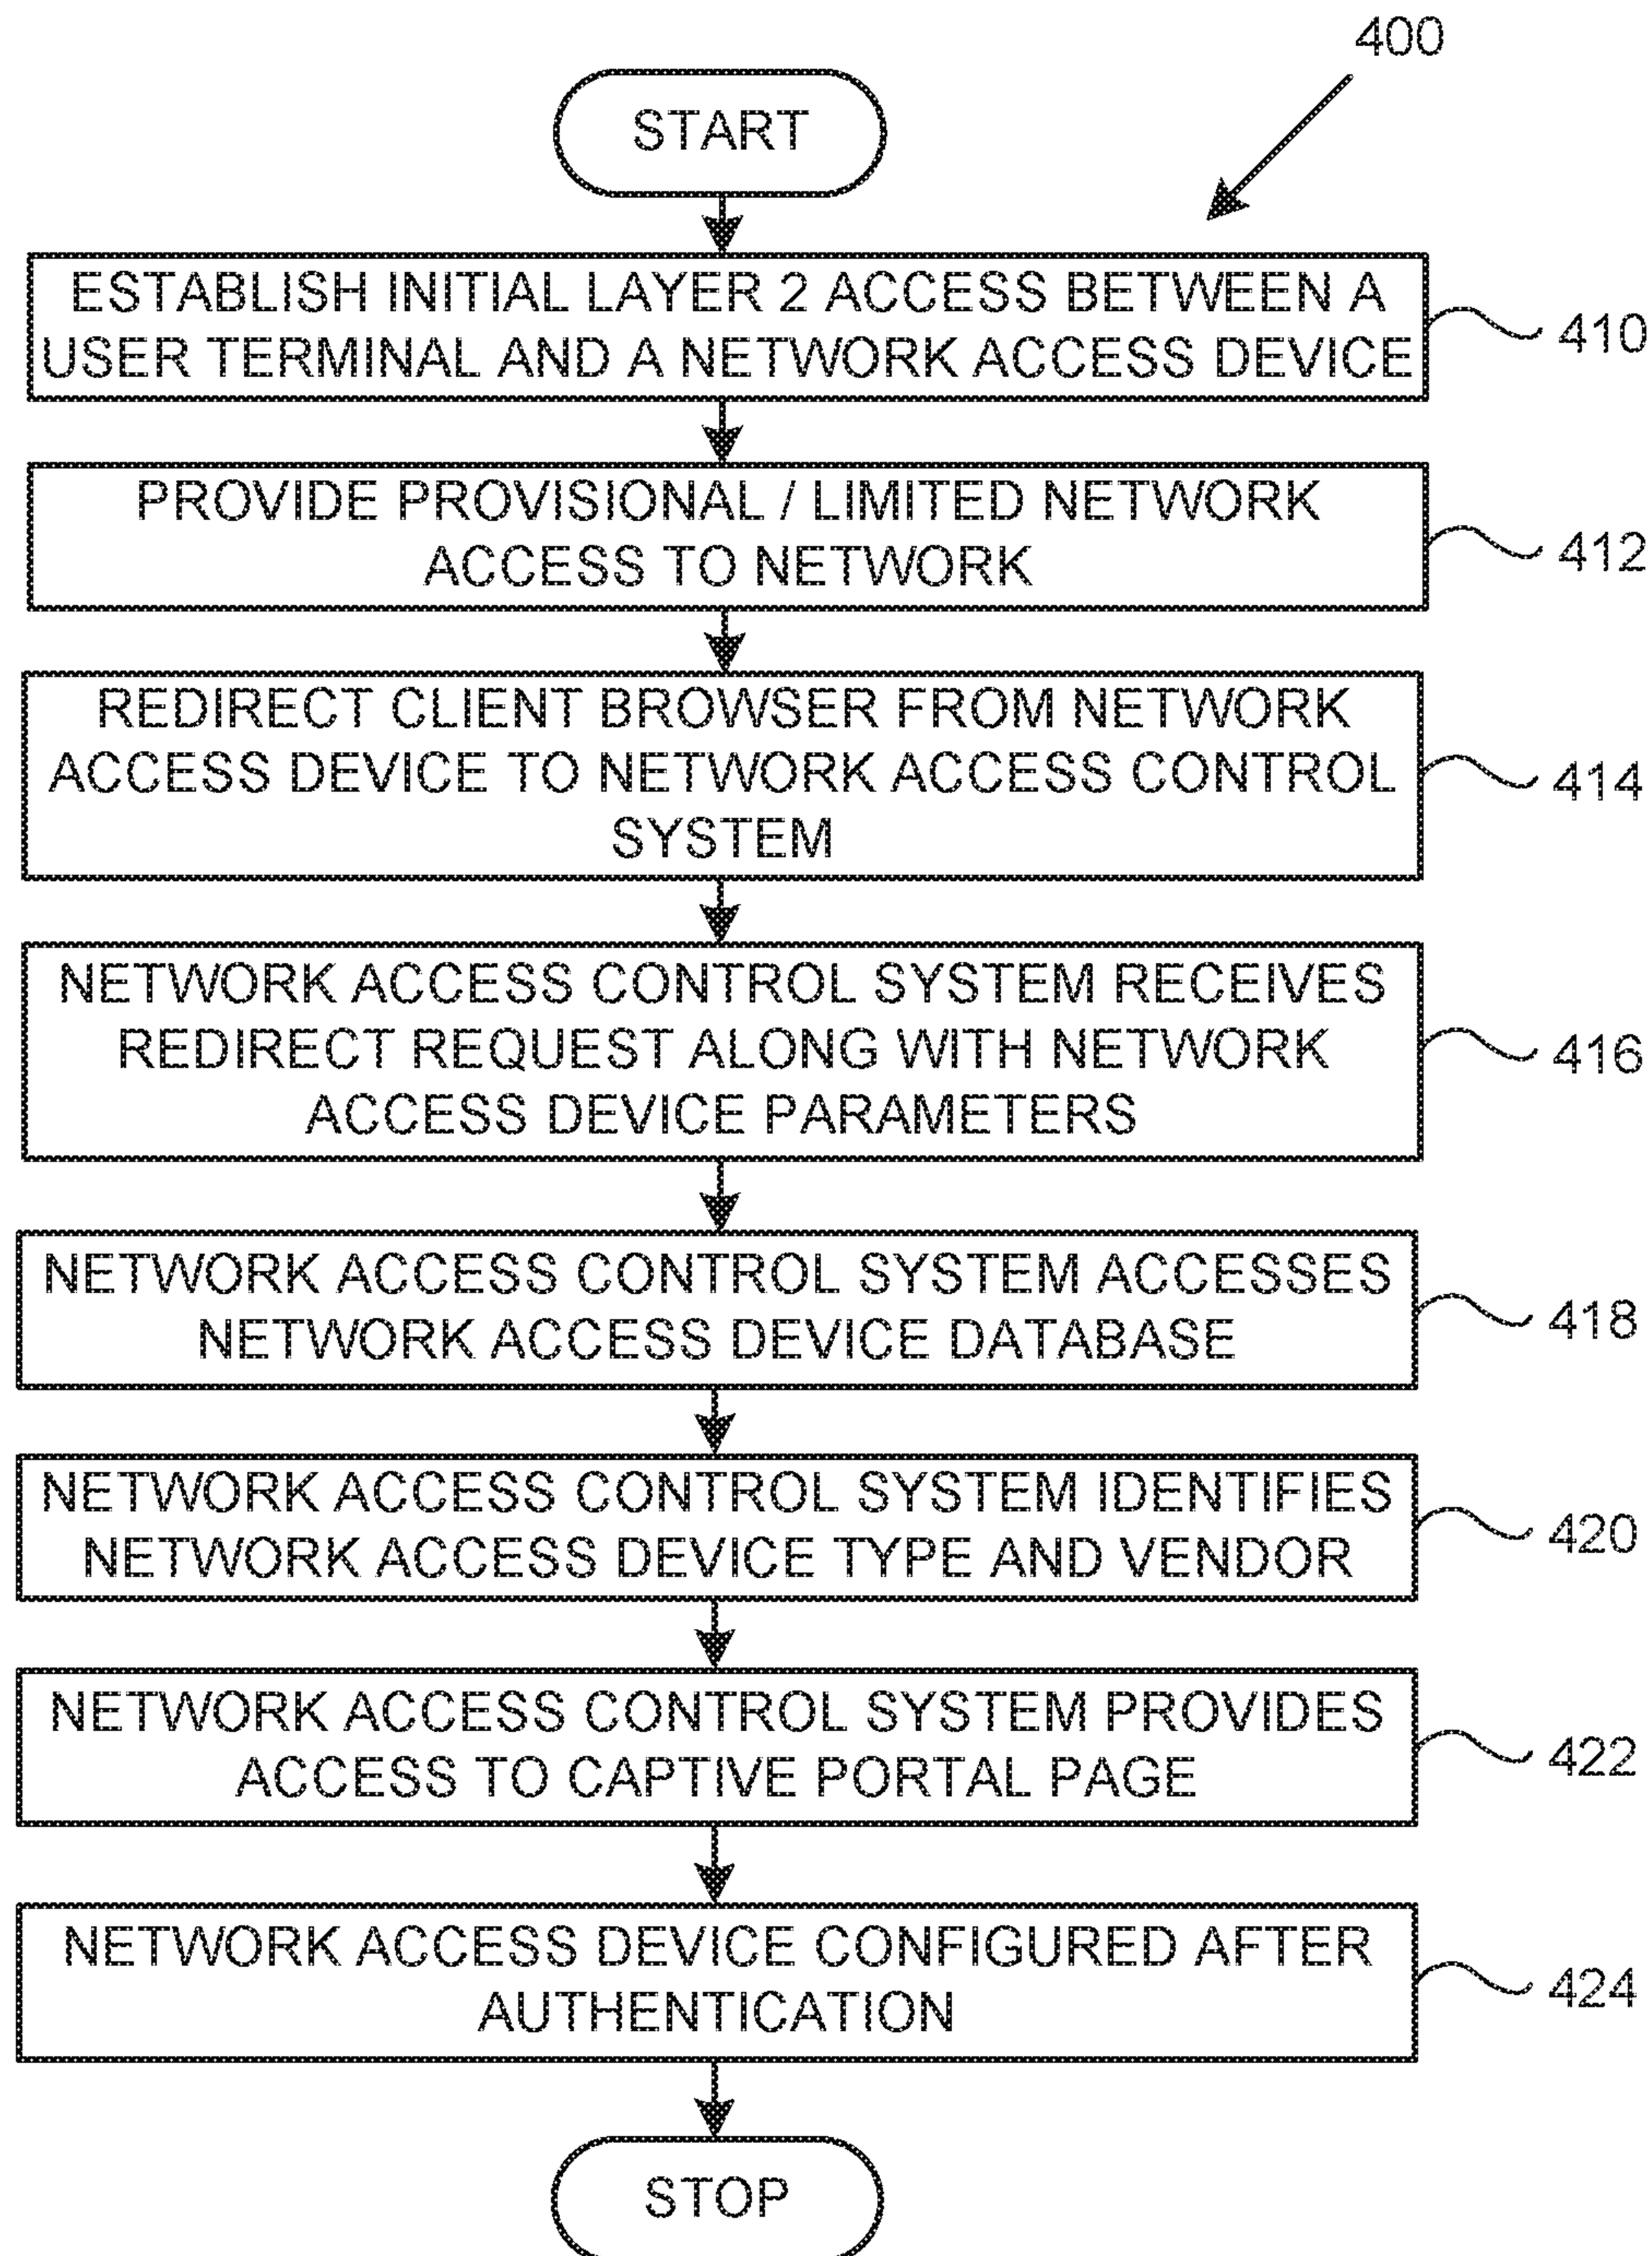 400
START
ESTABLISH INITIAL LAYER 2 ACCESS BETWEEN A
USER TERMINAL AND A NETWORK ACCESS DEVICE
410
PROVIDE PROVISIONAL / LIMITED NETWORK
ACCESS TO NETWORK
412
REDIRECT CLIENT BROWSER FROM NETWORK
ACCESS DEVICE TO NETWORK ACCESS CONTROL
SYSTEM
414
NETWORK ACCESS CONTROL SYSTEM RECEIVES
REDIRECT REQUEST ALONG WITH NETWORK
ACCESS DEVICE PARAMETERS
416
NETWORK ACCESS CONTROL SYSTEM ACCESSES
NETWORK ACCESS DEVICE DATABASE
418
NETWORK ACCESS CONTROL SYSTEM IDENTIFIES
NETWORK ACCESS DEVICE TYPE AND VENDOR
420
NETWORK ACCESS CONTROL SYSTEM PROVIDES
ACCESS TO CAPTIVE PORTAL PAGE
422
NETWORK ACCESS DEVICE CONFIGURED AFTER
AUTHENTICATION
424
STOP